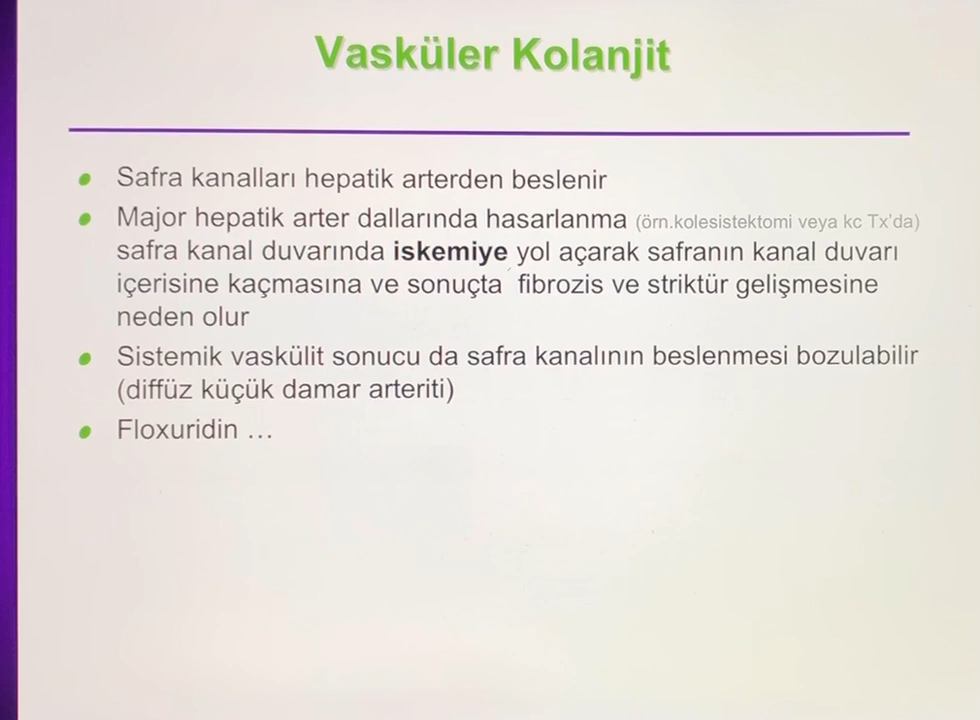 Vasküler Kolanjit
Safra kanalları hepatik arterden beslenir
Major hepatik arter dallarında hasarlanma (örn.kolesistektomi veya kc Tx'da)
safra kanal duvarında iskemiye yol açarak safranın kanal duvarı
içerisine kaçmasına ve sonuçta fibrozis ve striktür gelişmesine
neden olur
Sistemik vaskülit sonucu da safra kanalının beslenmesi bozulabilir
(diffüz küçük damar arteriti)
Floxuridin ...